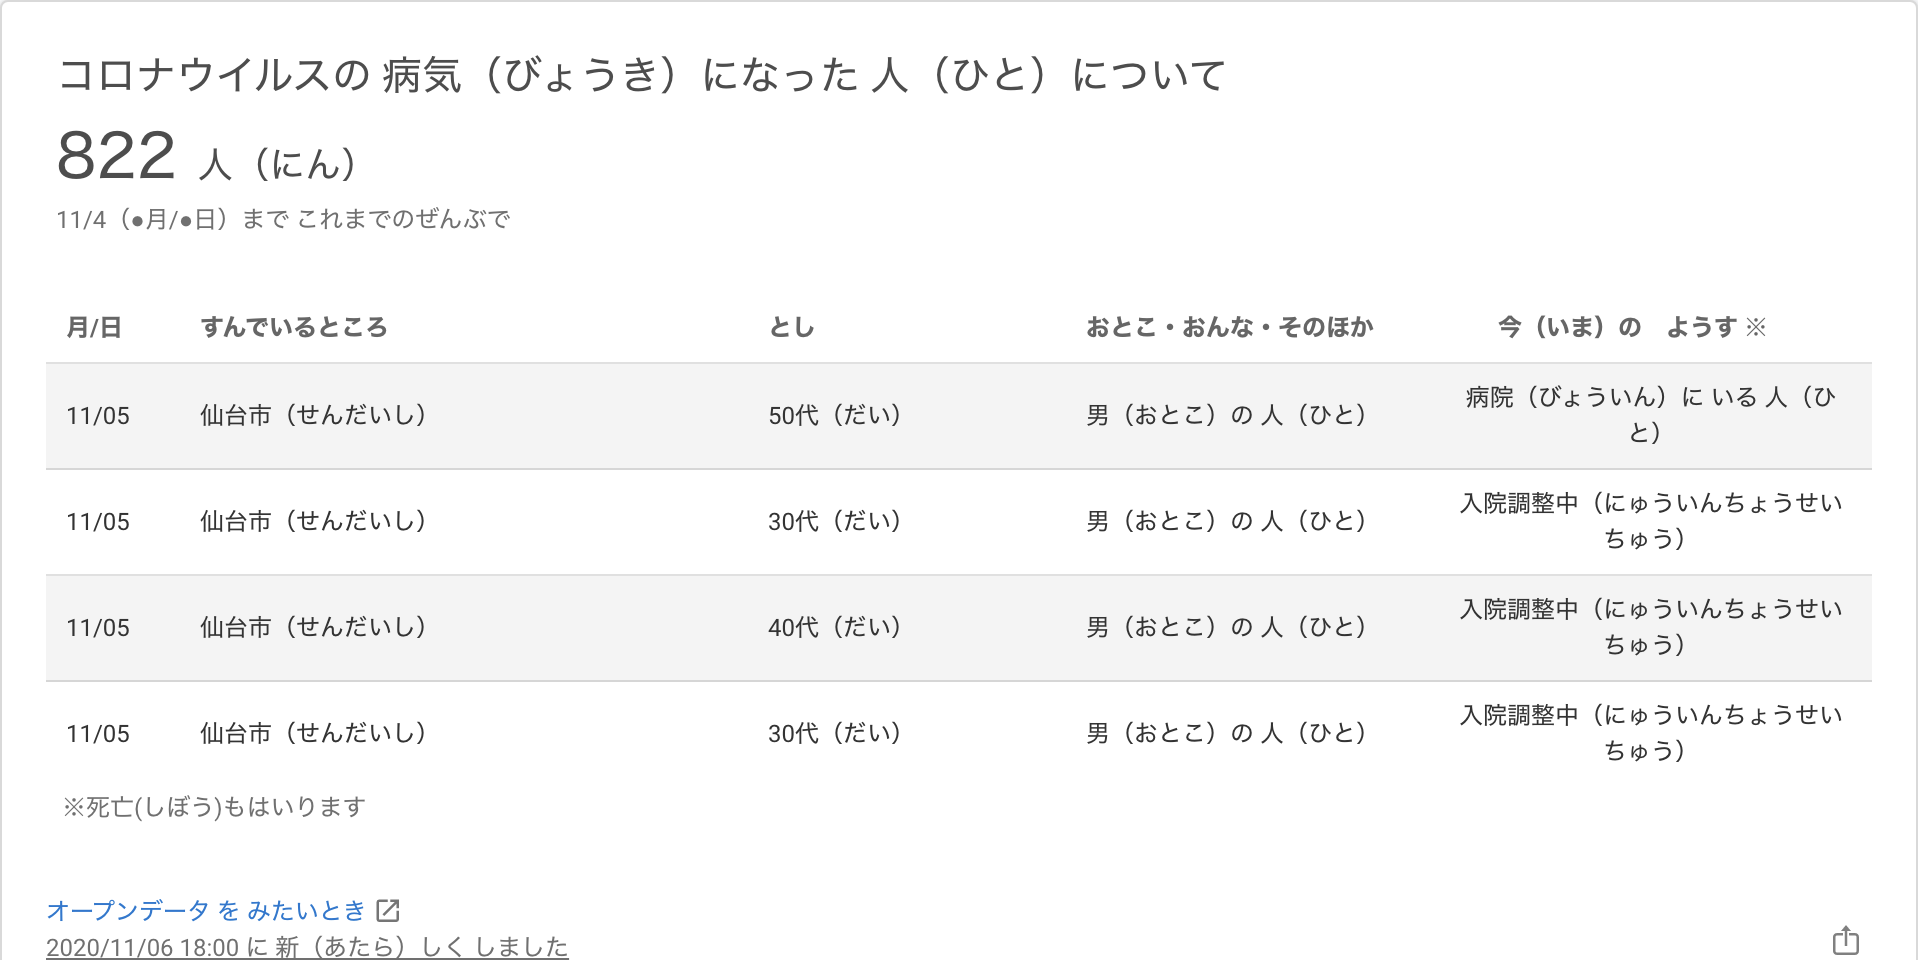 コロナウイルスの 病気（びょうき）になった 人（ひと）について
822 人（にん）
11/4（●月/●日）まで これまでのぜんぶで
月/日 すんでいるところ とし おとこ・おんな・そのほか 今（いま）の　ようす ※
11/05 仙台市（せんだいし） 50代（だい） 男（おとこ）の 人（ひと） 病院（びょういん）に いる 人（ひ
と）
11/05 仙台市（せんだいし） 30代（だい） 男（おとこ）の 人（ひと） 入院調整中（にゅういんちょうせい
ちゅう）
11/05 仙台市（せんだいし） 40代（だい） 男（おとこ）の 人（ひと） 入院調整中（にゅういんちょうせい
ちゅう）
11/05 仙台市（せんだいし） 30代（だい） 男（おとこ）の 人（ひと） 入院調整中（にゅういんちょうせい
ちゅう）
※死亡(しぼう)もはいります
オープンデータ を みたいとき
2020/11/06 18:00 に 新（あたら）しく しました